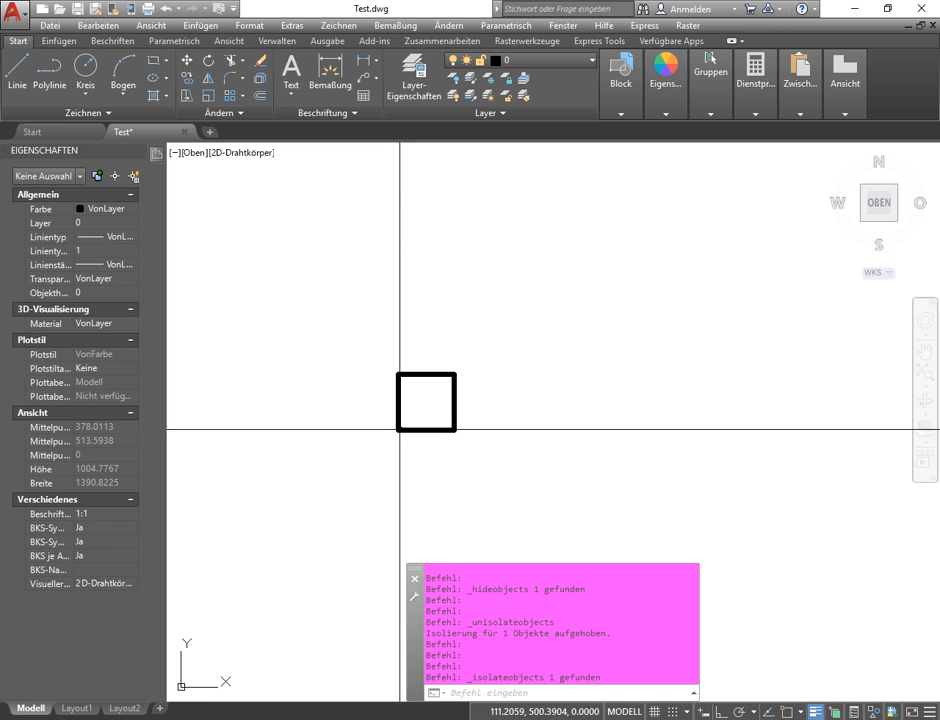 Test.dwg
Stichwort oder Frage eingeben
Anmelden
Datei Bearbeiten Ansicht Einfügen Format Extras Zeichnen Bemaßung Ändern Parametrisch Fenster Hilfe Express Raster
Start Einfügen Beschriften Parametrisch Ansicht Verwalten Ausgabe Add-ins Zusammenarbeiten Rasterwerkzeuge Express Tools Verfügbare Apps
Linie Polylinie Kreis Bogen
Text Bemaßung
Layer-
Eigenschaften
0
Block Eigens... Gruppen Dienstpr... Zwisch... Ansicht
Zeichnen Ändern Beschriftung Layer
Start Test*
EIGENSCHAFTEN
Keine Auswahl
Allgemein
Farbe VonLayer
Layer 0
Linientyp VonL...
Linienty... 1
Linienstä... VonL...
Transpar... VonLayer
Objekth... 0
3D-Visualisierung
Material VonLayer
Plotstil
Plotstil VonFarbe
Plotstilta... Keine
Plottabe... Modell
Plottabe... Nicht verfüg...
Ansicht
Mittelpu... 378.0113
Mittelpu... 513.5938
Mittelpu... 0
Höhe 1004.7767
Breite 1390.8225
Verschiedenes
Beschrift... 1:1
BKS-Sy... Ja
BKS-Sy... Ja
BKS je A... Ja
BKS-Na...
Visueller... 2D-Drahtkör...
[−][Oben][2D-Drahtkörper]
N
W OBEN O
S
WKS
Y
X
Befehl:
Befehl: _hideobjects 1 gefunden
Befehl:
Befehl:
Befehl: _unisolateobjects
Isolierung für 1 Objekte aufgehoben.
Befehl:
Befehl:
Befehl:
Befehl: _isolateobjects 1 gefunden
Befehl eingeben
Modell Layout1 Layout2
111.2059, 500.3904, 0.0000 MODELL